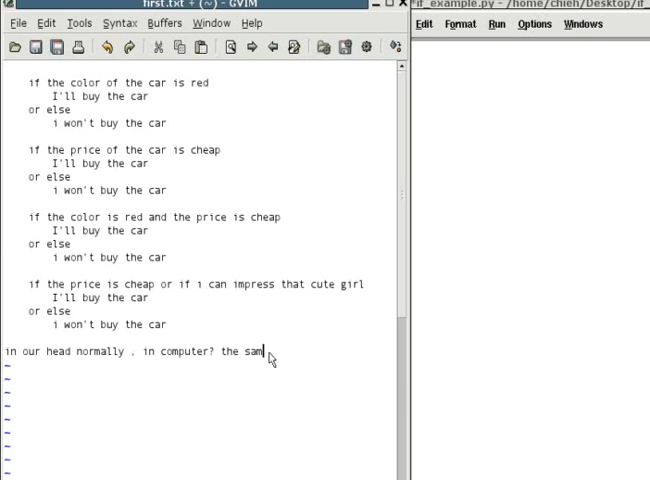 first.txt + (~) - GVIM
*if_example.py - /home/chieh/Desktop/if_
File Edit Tools Syntax Buffers Window Help
Edit Format Run Options Windows
if the color of the car is red
I'll buy the car
or else
i won't buy the car
if the price of the car is cheap
I'll buy the car
or else
i won't buy the car
if the color is red and the price is cheap
I'll buy the car
or else
i won't buy the car
if the price is cheap or if i can impress that cute girl
I'll buy the car
or else
i won't buy the car
in our head normally , in computer? the sam
~
~
~
~
~
~
~
~
~